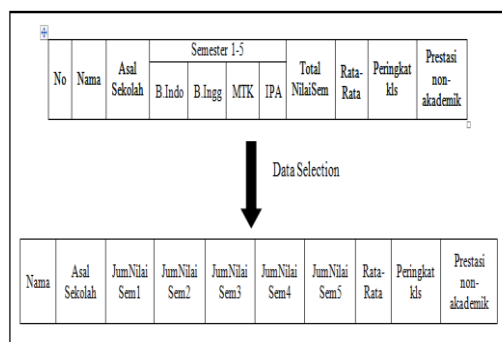 No Nama Asal Sekolah Semester 1-5 Total NilaiSem Rata-Rata Peringkat kls Prestasi non-akademik
B.Indo B.Ingg MTK IPA
Data Selection
Nama Asal Sekolah JumNilai Sem1 JumNilai Sem2 JumNilai Sem3 JumNilai Sem4 JumNilai Sem5 Rata-Rata Peringkat kls Prestasi non-akademik